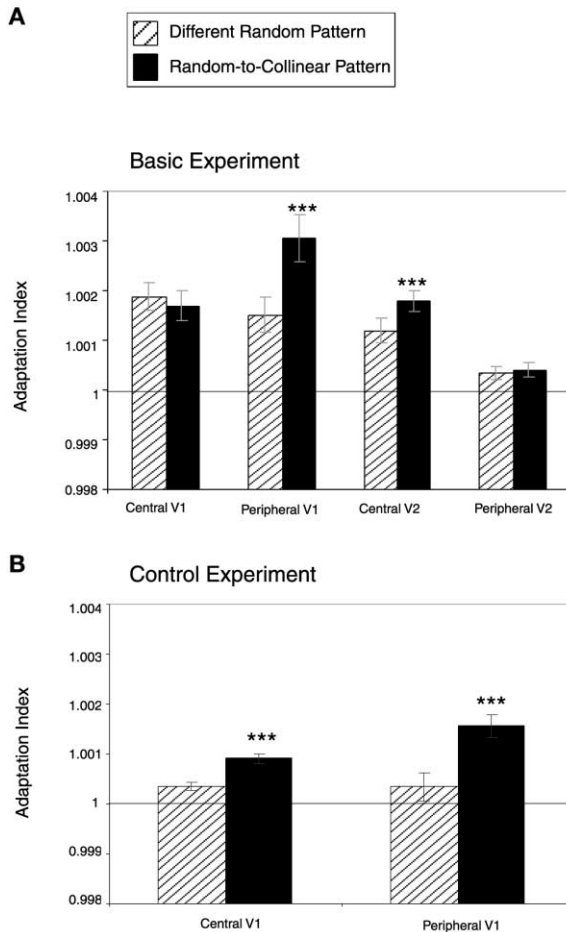 A
Different Random Pattern
Random-to-Collinear Pattern
Basic Experiment
1.004
***
1.003
***
1.002
Adaptation Index
1.001
1
0.999
0.998
Central V1
Peripheral V1
Central V2
Peripheral V2
B
Control Experiment
1.004
1.003
***
1.002
***
Adaptation Index
1.001
1
0.999
0.998
Central V1
Peripheral V1